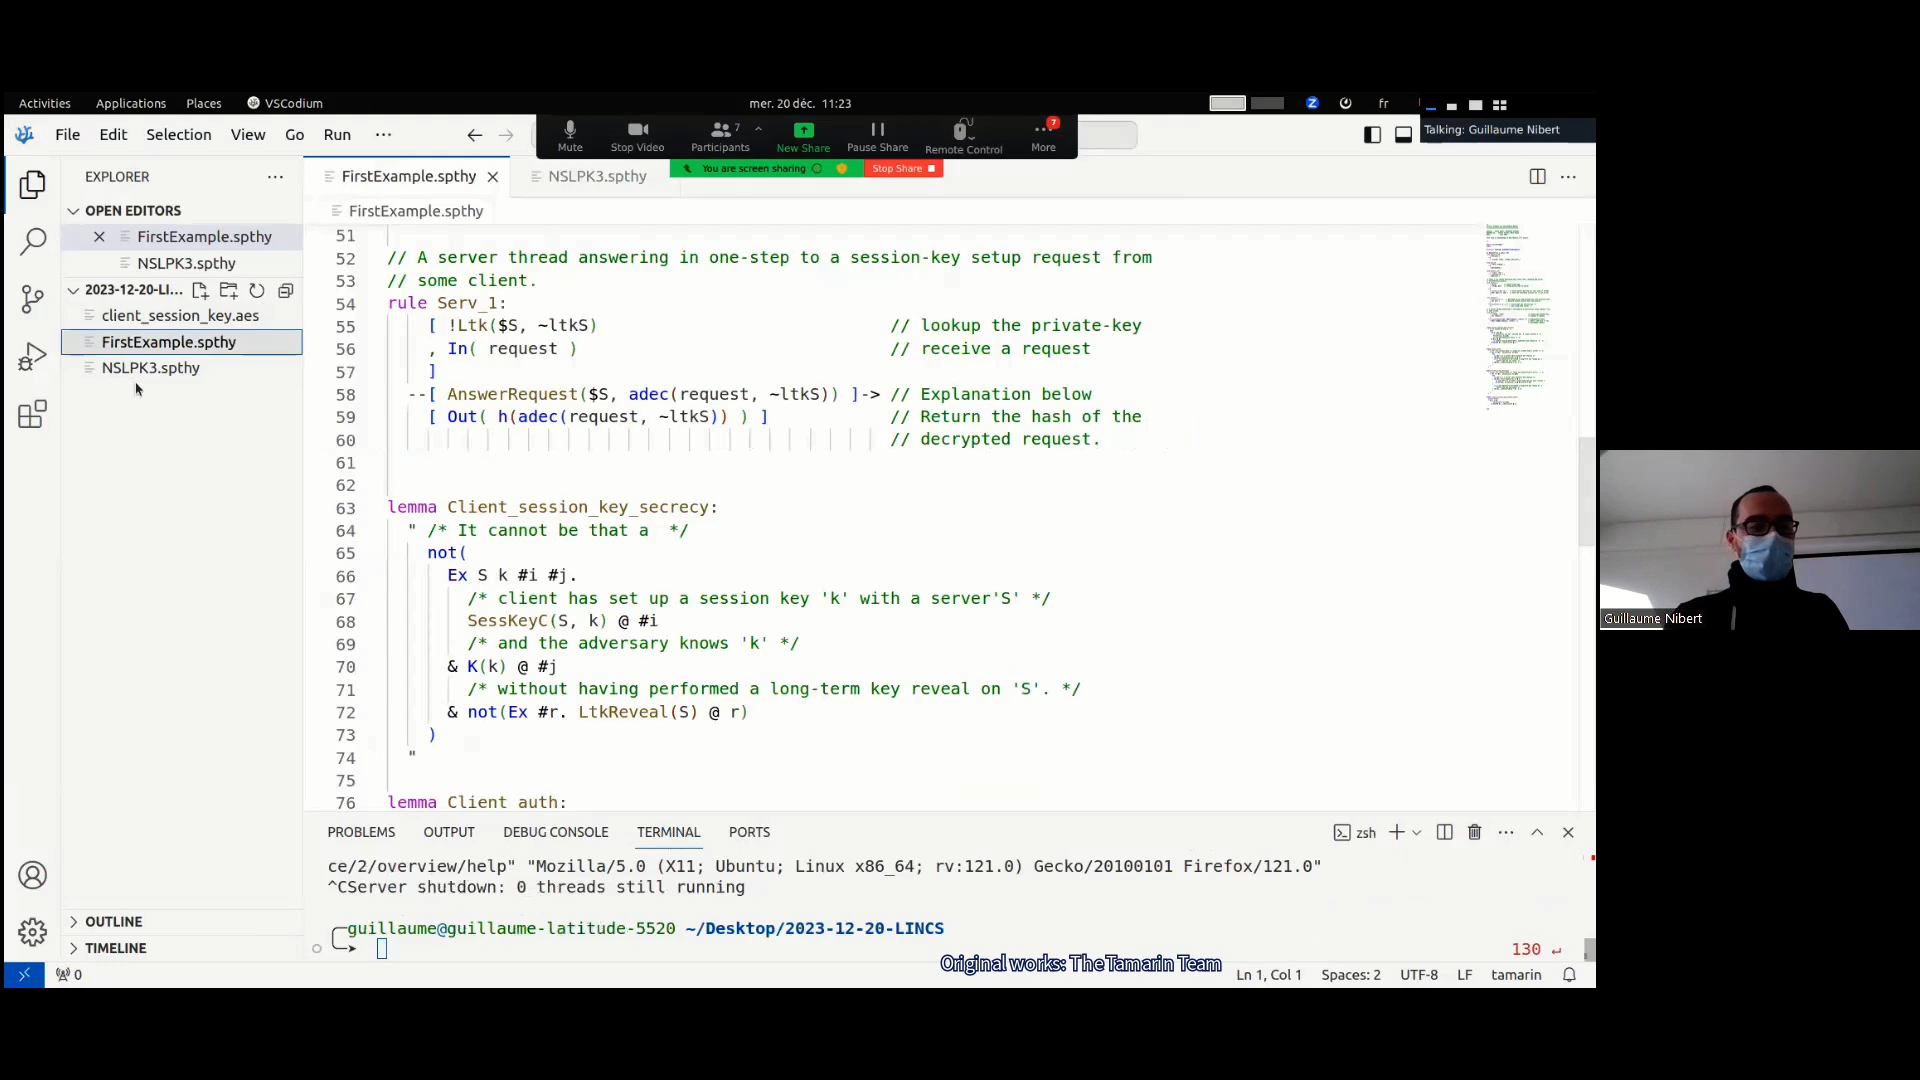 Activities Applications Places VSCodium mer. 20 déc. 11:23 fr
Talking: Guillaume Nibert
File Edit Selection View Go Run ···
Mute Stop Video Participants 7 New Share Pause Share Remote Control More 7
You are screen sharing Stop Share
EXPLORER
OPEN EDITORS
FirstExample.spthy
NSLPK3.spthy
2023-12-20-LI...
client_session_key.aes
FirstExample.spthy
NSLPK3.spthy
OUTLINE
TIMELINE
FirstExample.spthy NSLPK3.spthy
FirstExample.spthy
51
52 // A server thread answering in one-step to a session-key setup request from
53 // some client.
54 rule Serv_1:
55 [ !Ltk($S, ~ltkS) // lookup the private-key
56 , In( request ) // receive a request
57 ]
58 --[ AnswerRequest($S, adec(request, ~ltkS)) ]-> // Explanation below
59 [ Out( h(adec(request, ~ltkS)) ) ] // Return the hash of the
60 // decrypted request.
61
62
63 lemma Client_session_key_secrecy:
64 " /* It cannot be that a */
65 not(
66 Ex S k #i #j.
67 /* client has set up a session key 'k' with a server'S' */
68 SessKeyC(S, k) @ #i
69 /* and the adversary knows 'k' */
70 & K(k) @ #j
71 /* without having performed a long-term key reveal on 'S'. */
72 & not(Ex #r. LtkReveal(S) @ r)
73 )
74 "
75
76 lemma Client_auth:
PROBLEMS OUTPUT DEBUG CONSOLE TERMINAL PORTS zsh
ce/2/overview/help" "Mozilla/5.0 (X11; Ubuntu; Linux x86_64; rv:121.0) Gecko/20100101 Firefox/121.0"
^CServer shutdown: 0 threads still running
guillaume@guillaume-latitude-5520 ~/Desktop/2023-12-20-LINCS
130 ↵
Original works: The Tamarin Team
0 Ln 1, Col 1 Spaces: 2 UTF-8 LF tamarin
Guillaume Nibert